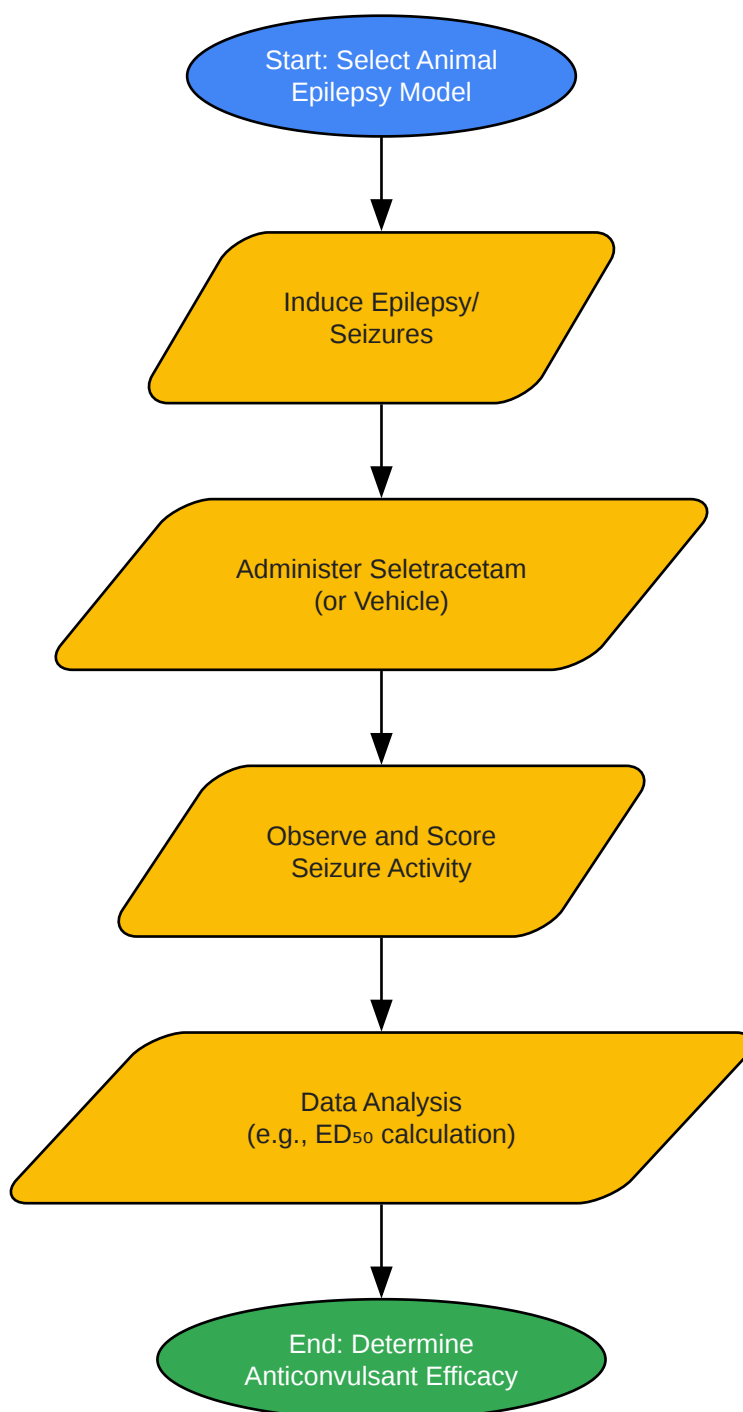 Start: Select Animal
Epilepsy Model
Induce Epilepsy/
Seizures
Administer Seletracetam
(or Vehicle)
Observe and Score
Seizure Activity
Data Analysis
(e.g., ED₅₀ calculation)
End: Determine
Anticonvulsant Efficacy